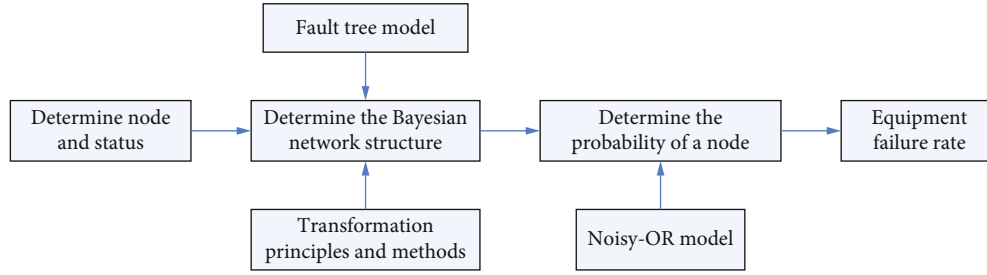 Fault tree model
Determine node
and status
Determine the Bayesian
network structure
Determine the
probability of a node
Equipment
failure rate
Transformation
principles and methods
Noisy-OR model